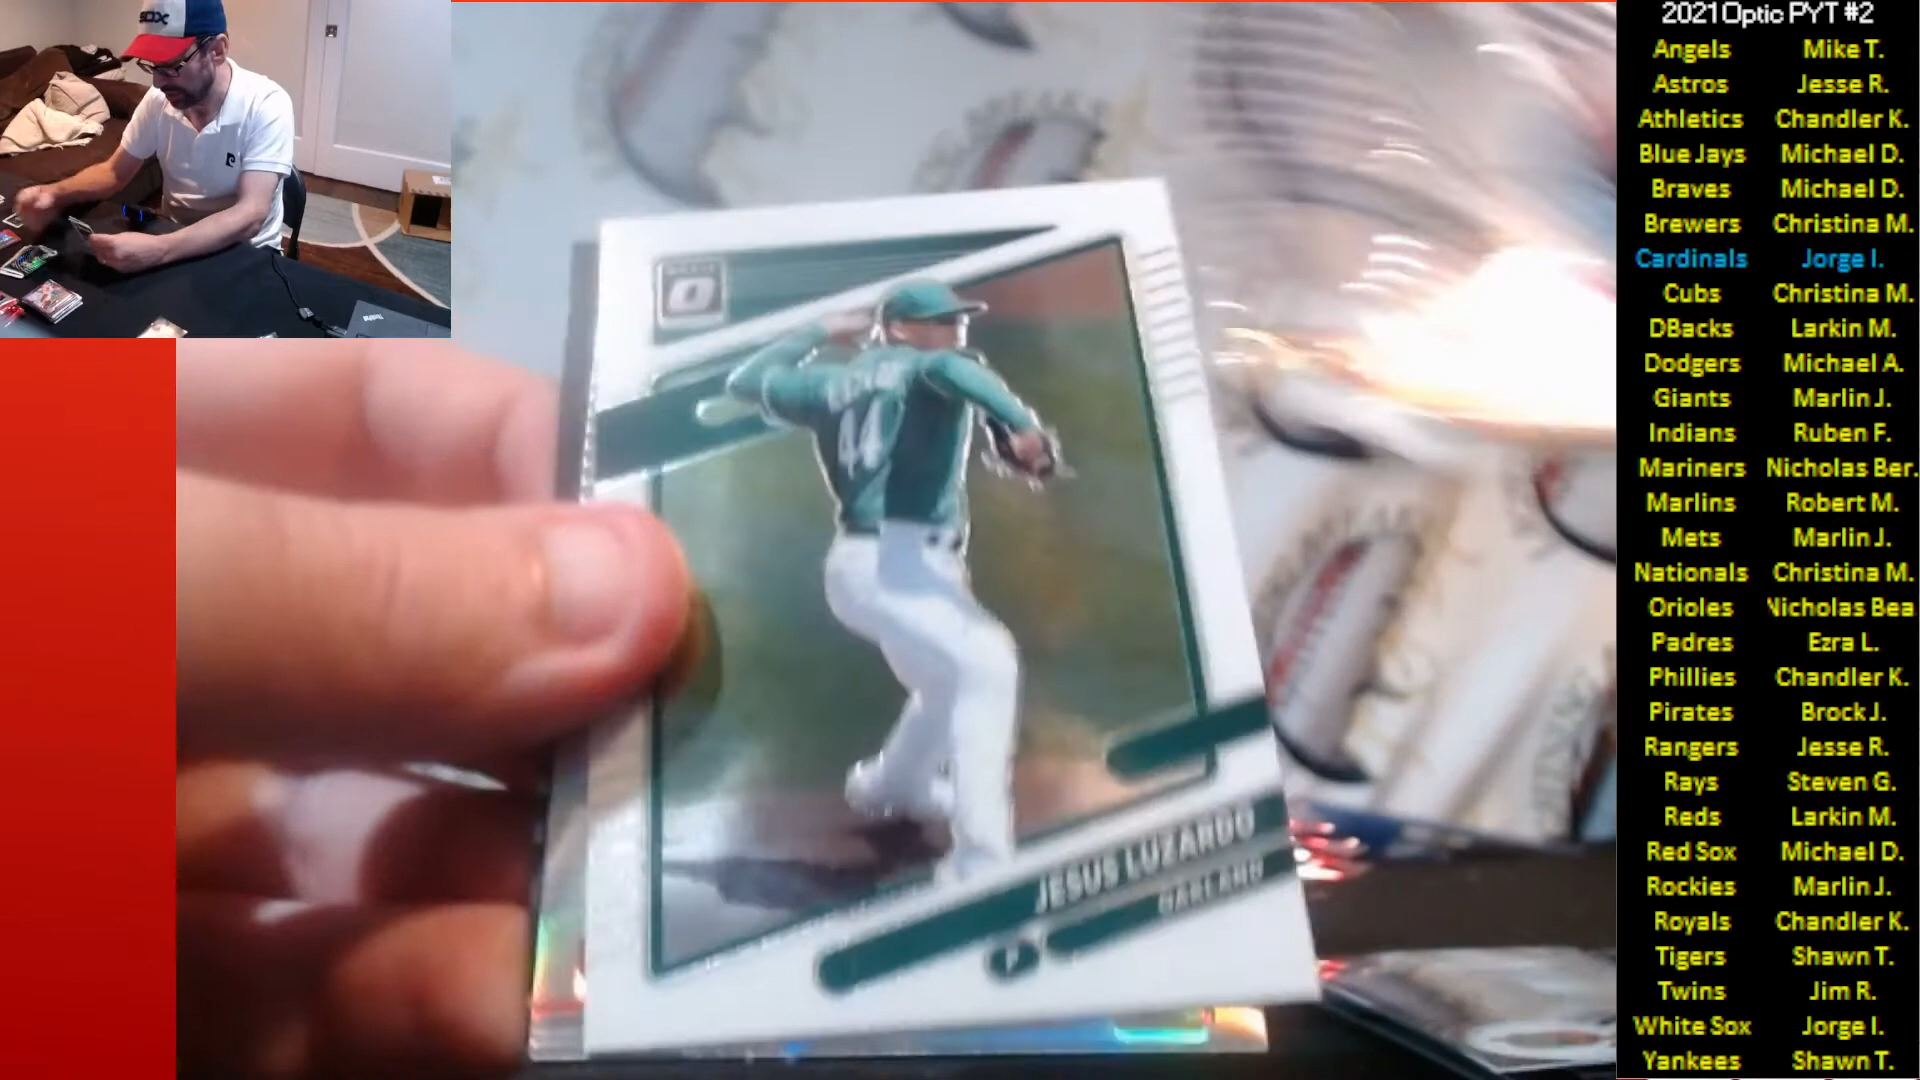 SOX
2021 Optic PYT #2
Angels Mike T.
Astros Jesse R.
Athletics Chandler K.
Blue Jays Michael D.
Braves Michael D.
Brewers Christina M.
Cardinals Jorge I.
Cubs Christina M.
DBacks Larkin M.
Dodgers Michael A.
Giants Marlin J.
Indians Ruben F.
Mariners Nicholas Ber.
Marlins Robert M.
Mets Marlin J.
Nationals Christina M.
Orioles Nicholas Bea
Padres Ezra L.
Phillies Chandler K.
Pirates Brock J.
Rangers Jesse R.
Rays Steven G.
Reds Larkin M.
Red Sox Michael D.
Rockies Marlin J.
Royals Chandler K.
Tigers Shawn T.
Twins Jim R.
White Sox Jorge I.
Yankees Shawn T.
44
JESUS LUZARDO
OAKLAND
P